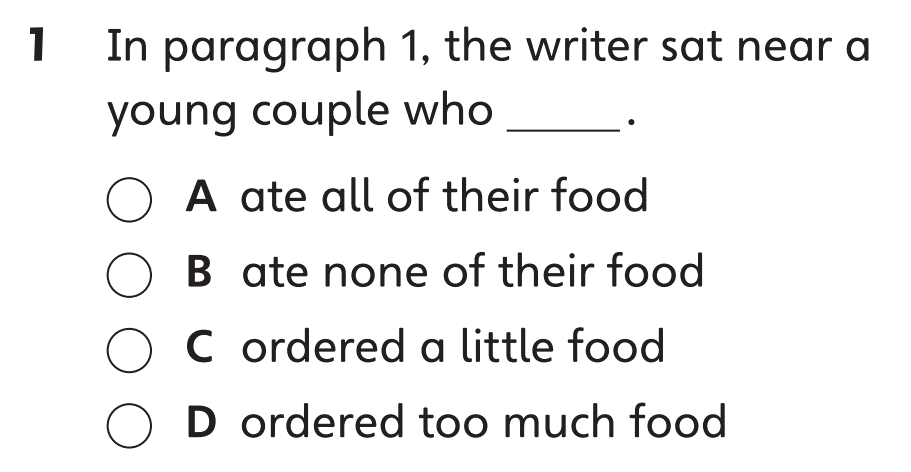 1 In paragraph 1, the writer sat near a
young couple who _____.
A ate all of their food
B ate none of their food
C ordered a little food
D ordered too much food